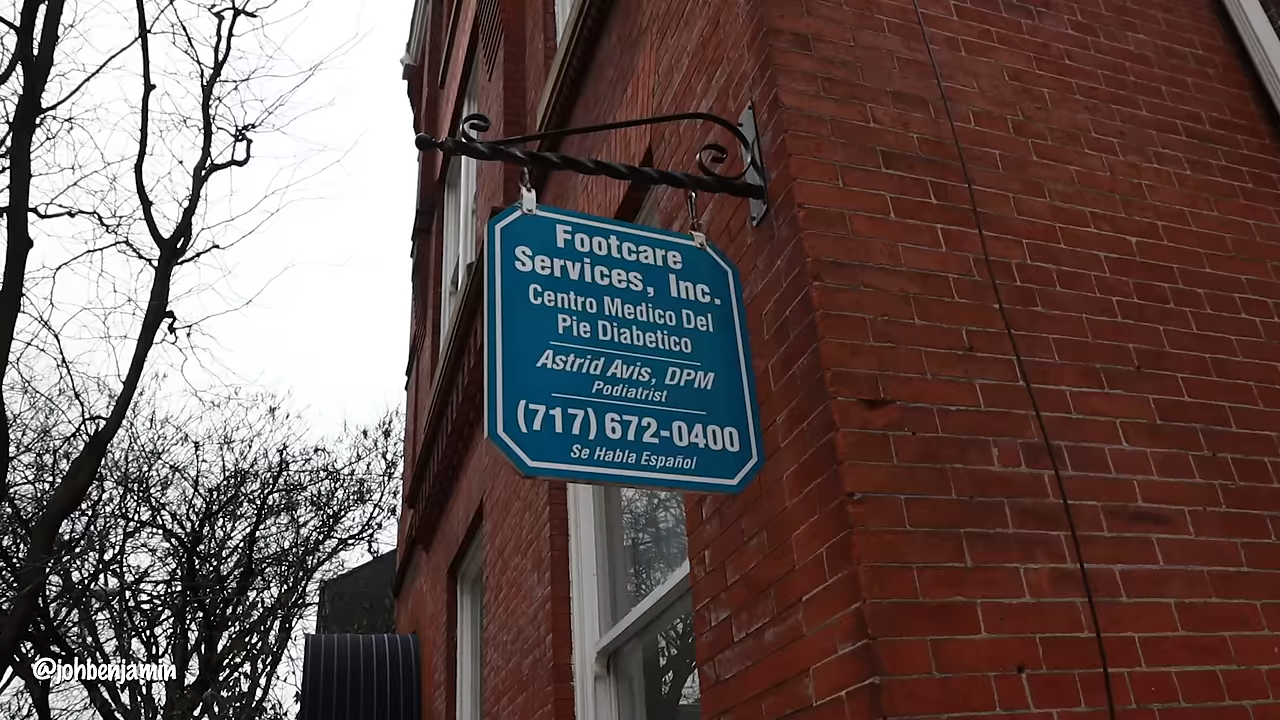 Footcare
Services, Inc.
Centro Medico Del
Pie Diabetico
Astrid Avis, DPM
Podiatrist
(717) 672-0400
Se Habla Español
@johbenjamin